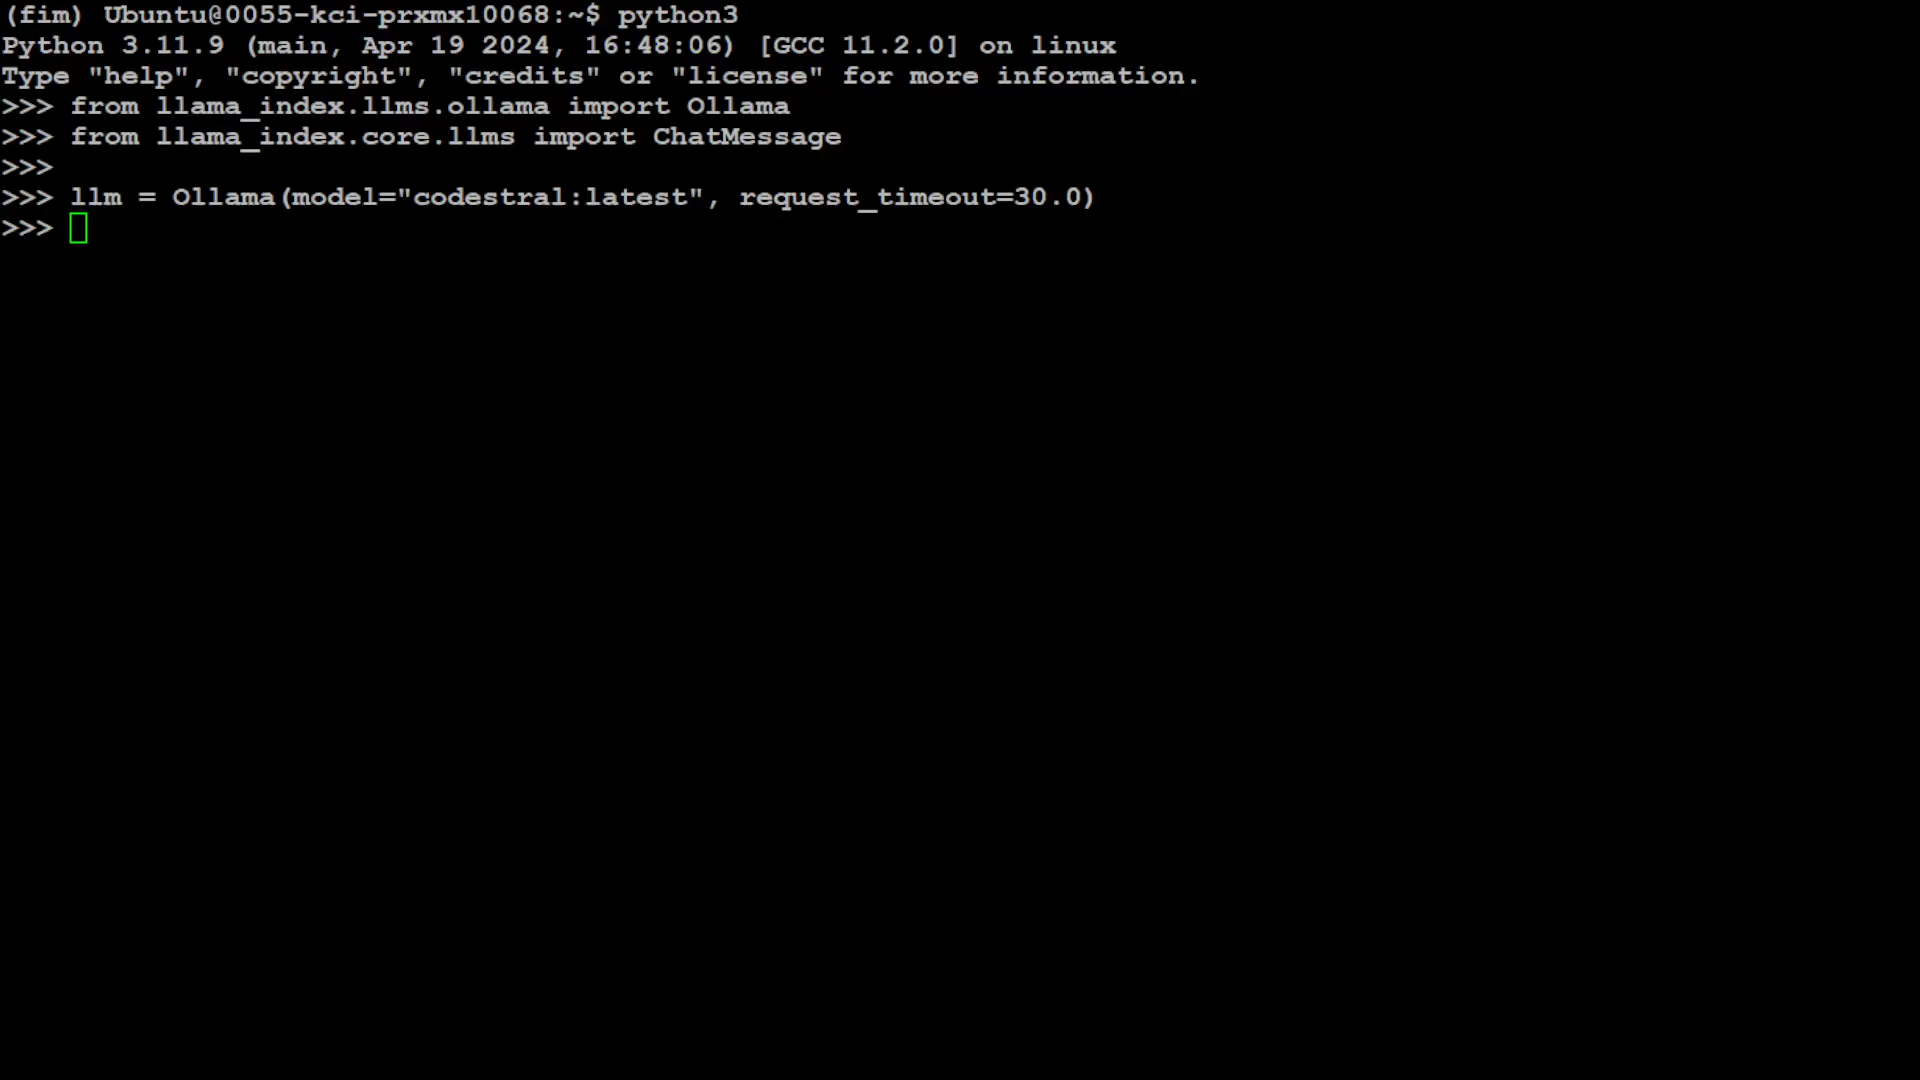 (fim) Ubuntu@0055-kci-prxmx10068:~$ python3
Python 3.11.9 (main, Apr 19 2024, 16:48:06) [GCC 11.2.0] on linux
Type "help", "copyright", "credits" or "license" for more information.
>>> from llama_index.llms.ollama import Ollama
>>> from llama_index.core.llms import ChatMessage
>>>
>>> llm = Ollama(model="codestral:latest", request_timeout=30.0)
>>>